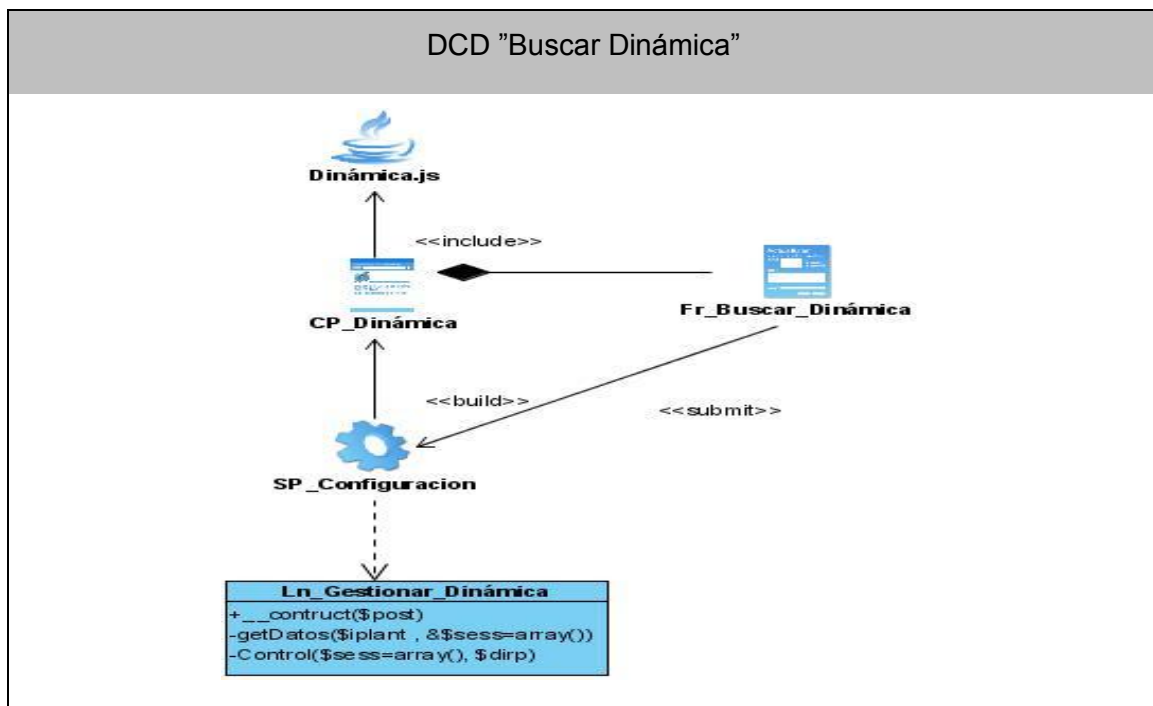 DCD ”Buscar Dinámica”
Dinámica.js
<<include>>
CP_Dinámica
Fr_Buscar_Dinámica
<<build>>
<<submit>>
SP_Configuracion
Ln_Gestionar_Dinámica
+__contruct($post)
-getDatos($iplant , &$sess=array())
-Control($sess=array(), $dirp)